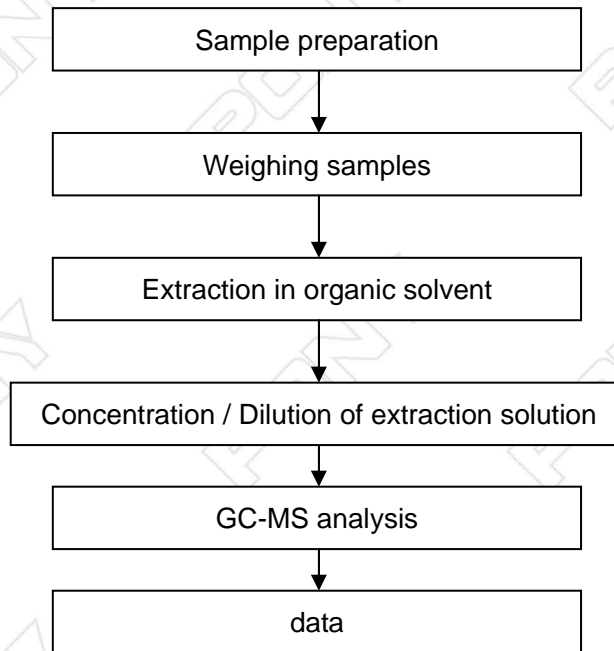 Sample preparation
Weighing samples
Extraction in organic solvent
Concentration / Dilution of extraction solution
GC-MS analysis
data